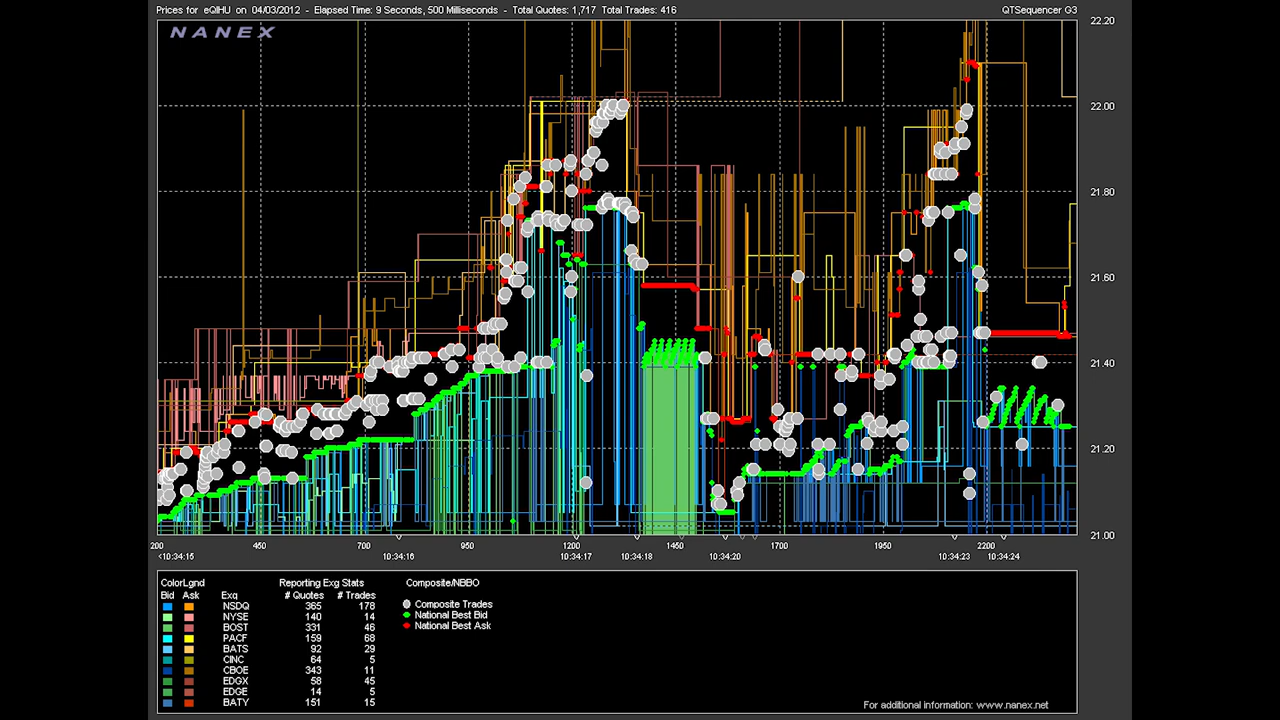 Prices for eQIHU on 04/03/2012 - Elapsed Time: 9 Seconds, 500 Milliseconds - Total Quotes: 1,717 Total Trades: 416 QTSequencer G3
NANEX
22.20
22.00
21.80
21.60
21.40
21.20
21.00
200 450 700 950 1200 1460 1700 1950 2200
<10:34:15 10:34:16 10:34:17 10:34:18 10:34:20 10:34:23 10:34:24
ColorLgnd Reporting Exg Stats Composite/NBBO
Bid Ask Exg # Quotes # Trades
NSDQ 365 178 Composite Trades
NYSE 140 14 National Best Bid
BOST 331 46 National Best Ask
PACF 159 68
BATS 92 29
CINC 64 5
CBOE 343 11
EDGX 58 45
EDGE 14 5
BATY 151 15
For additional information: www.nanex.net